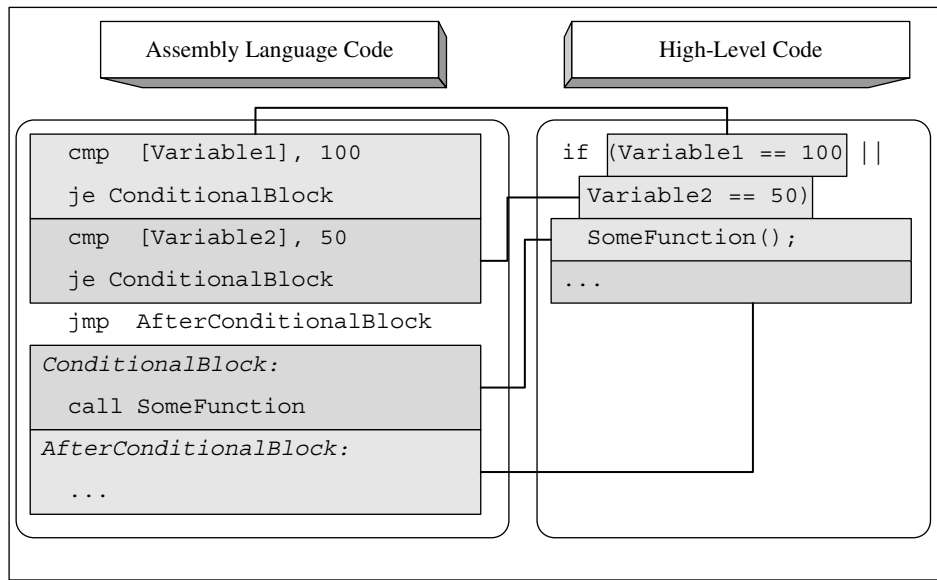 Assembly Language Code
High-Level Code
cmp [Variable1], 100
je ConditionalBlock
cmp [Variable2], 50
je ConditionalBlock
jmp AfterConditionalBlock
ConditionalBlock:
call SomeFunction
AfterConditionalBlock:
...
if (Variable1 == 100 ||
Variable2 == 50)
SomeFunction();
...